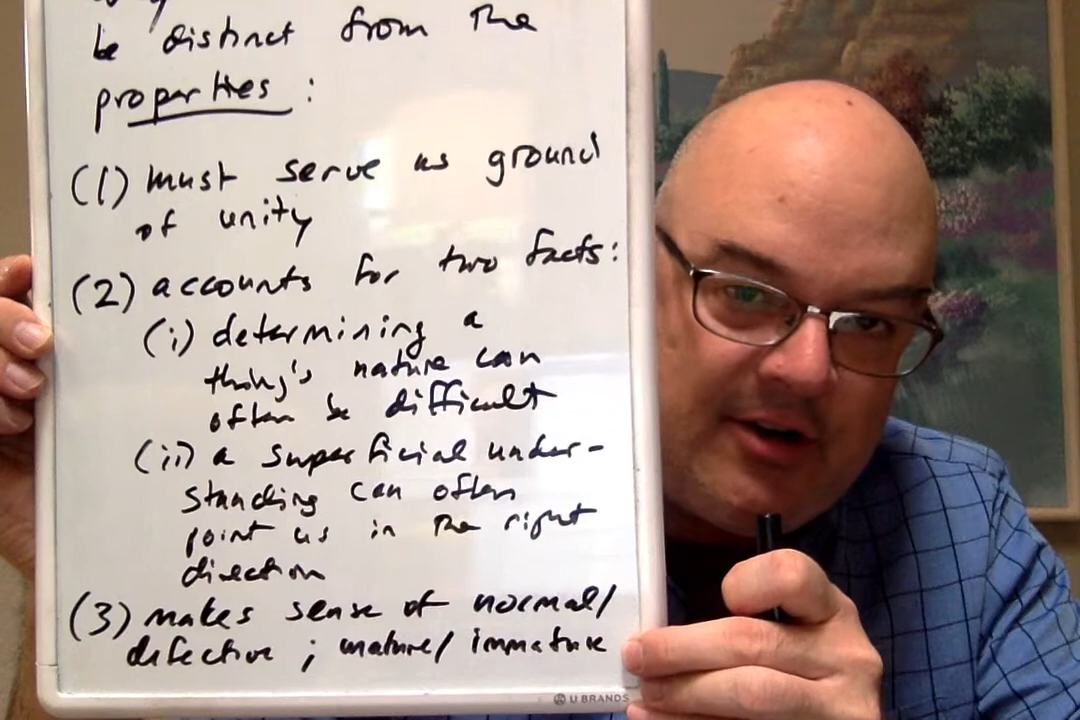 be distinct from the
properties :
(1) must serve as ground
of unity
(2) accounts for two facts:
(i) determining a
thing's nature can
often be difficult
(ii) a superficial under-
standing can often
point us in the right
direction
(3) makes sense of normal/
defective ; mature/ immature
U BRANDS